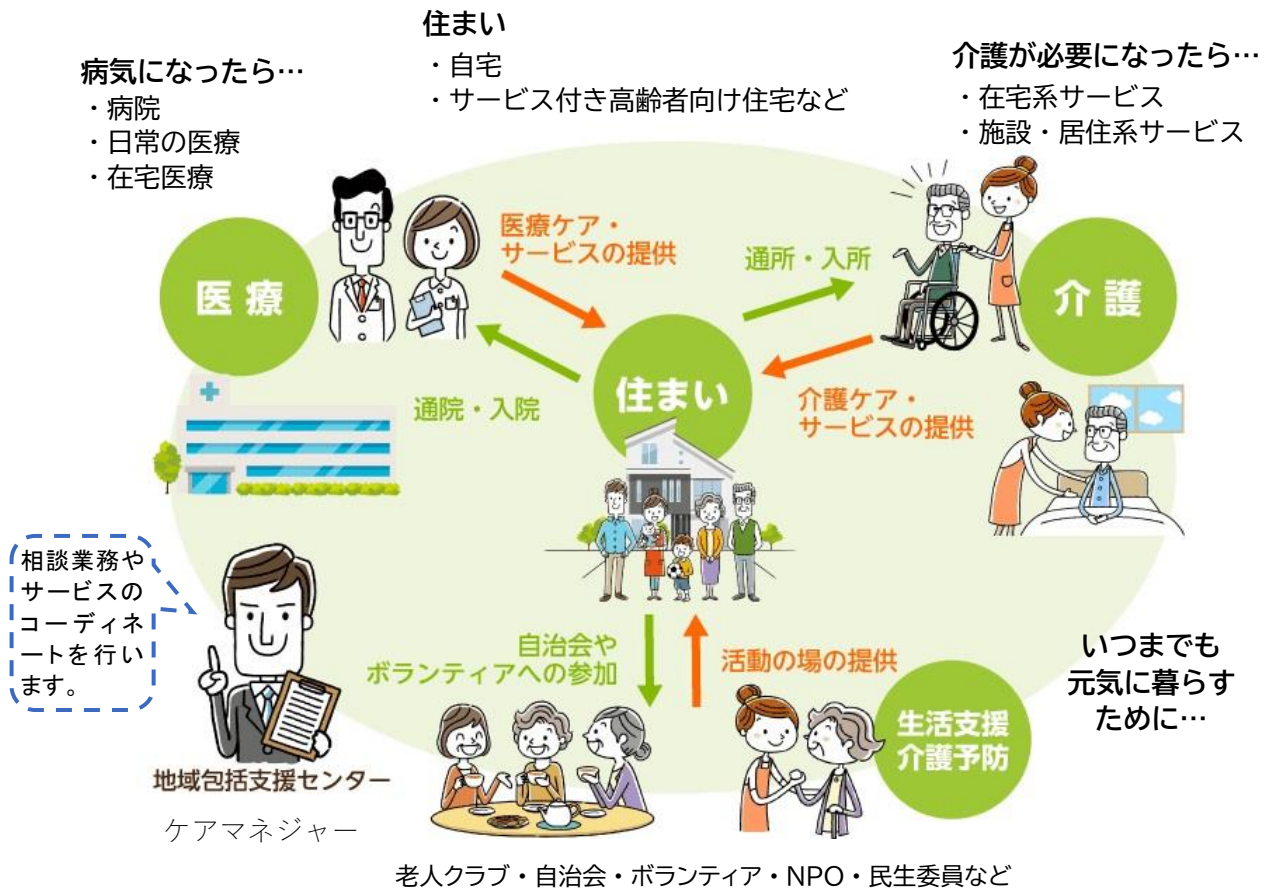 住まい
・自宅
・サービス付き高齢者向け住宅など
病気になったら…
・病院
・日常の医療
・在宅医療
介護が必要になったら…
・在宅系サービス
・施設・居住系サービス
医療
医療ケア・
サービスの提供
通所・入所
介護
住まい
通院・入院
介護ケア・
サービスの提供
相談業務や
サービスの
コーディネ
ートを行い
ます。
自治会や
ボランティアへの参加
活動の場の提供
いつまでも
元気に暮らす
ために…
生活支援
介護予防
地域包括支援センター
ケアマネジャー
老人クラブ・自治会・ボランティア・NPO・民生委員など